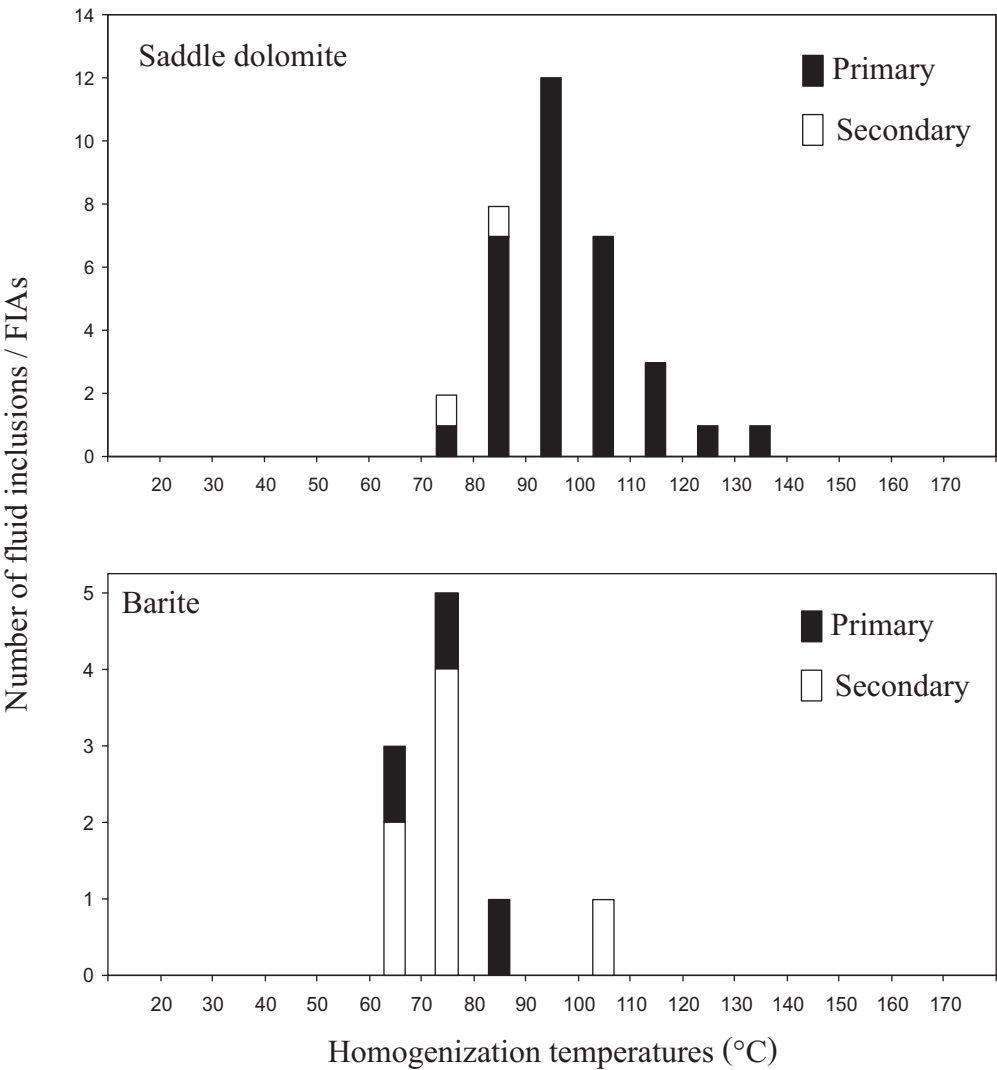 Number of fluid inclusions / FIAs
Saddle dolomite
Primary
Secondary
14
12
10
8
6
4
2
0
20 30 40 50 60 70 80 90 100 110 120 130 140 150 160 170
Barite
Primary
Secondary
5
4
3
2
1
0
20 30 40 50 60 70 80 90 100 110 120 130 140 150 160 170
Homogenization temperatures (°C)